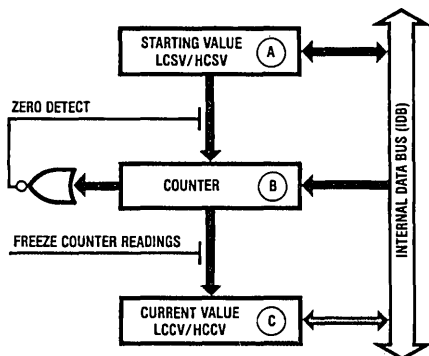 STARTING VALUE
LCSV/HCSV
A
ZERO DETECT
COUNTER
B
FREEZE COUNTER READINGS
CURRENT VALUE
LCCV/HCCV
C
INTERNAL DATA BUS (IDB)